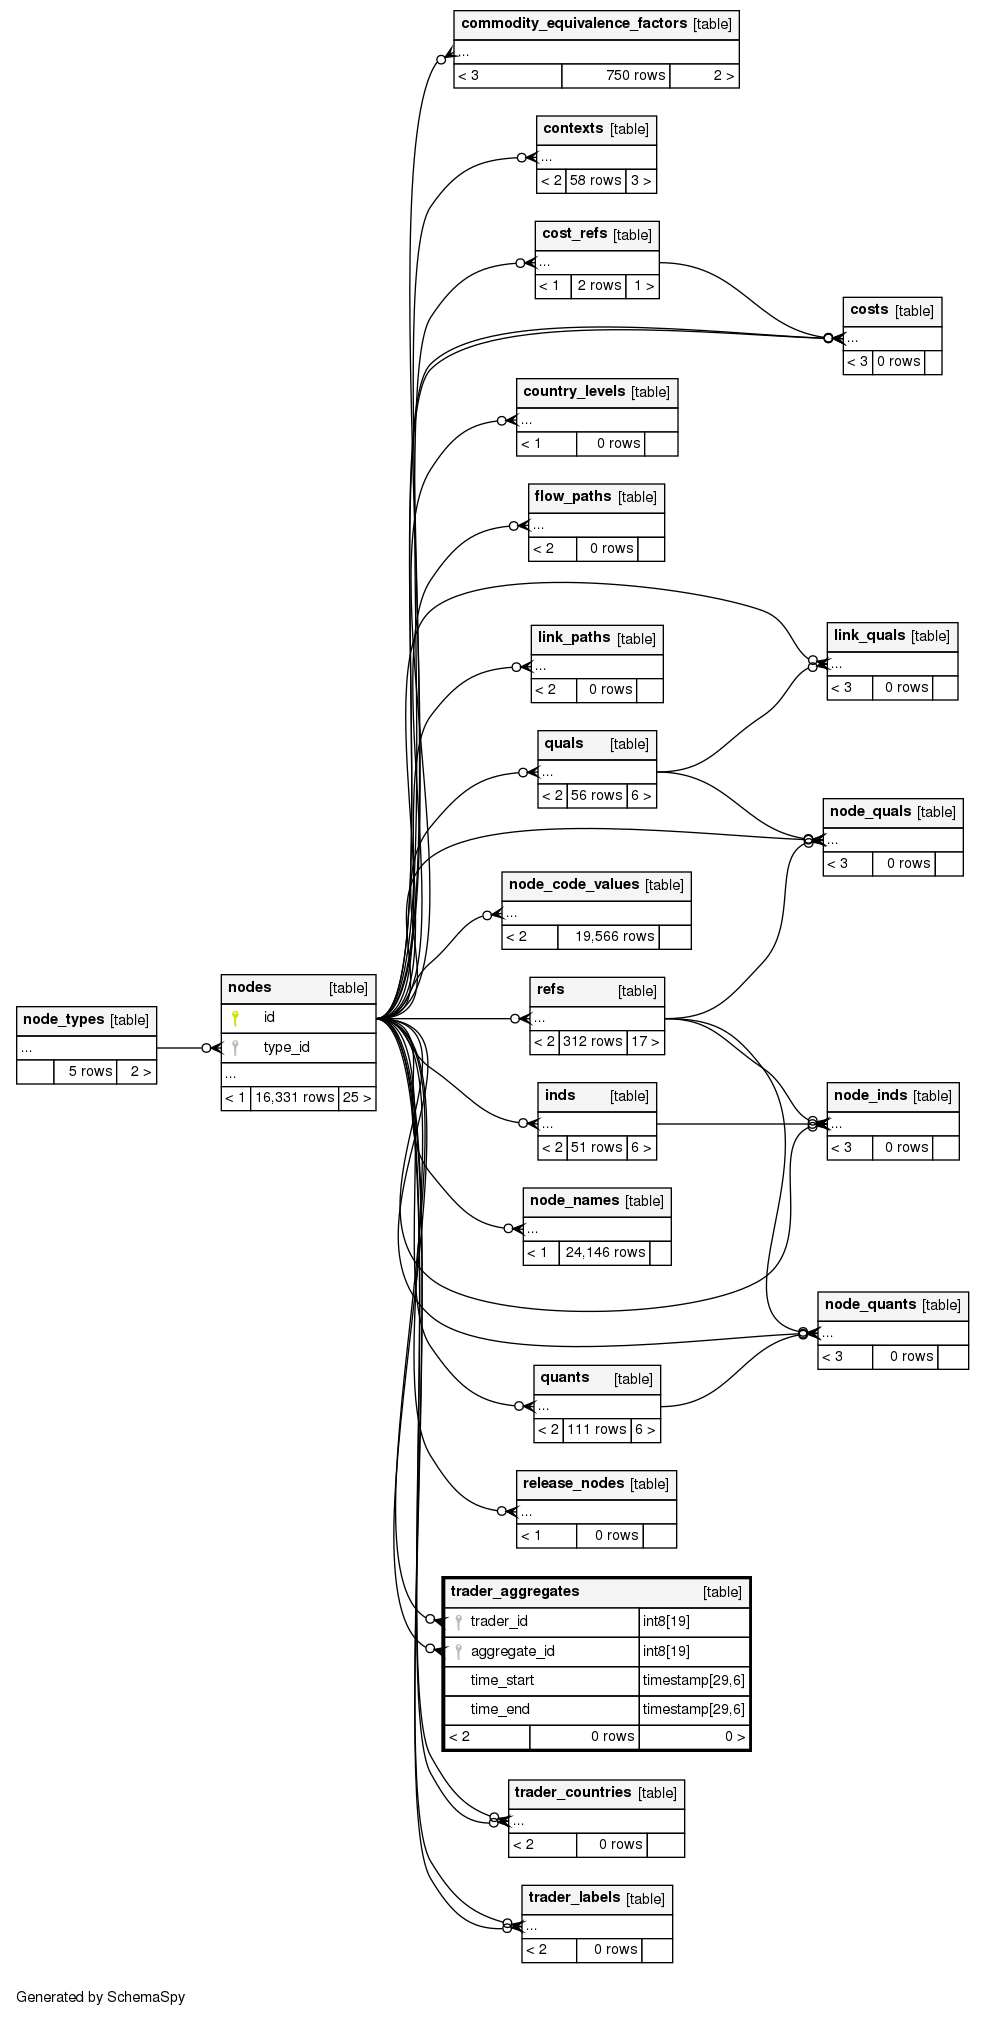 commodity_equivalence_factors [table]
...
< 3 750 rows 2 >
contexts [table]
...
< 2 58 rows 3 >
cost_refs [table]
...
< 1 2 rows 1 >
costs [table]
...
< 3 0 rows
country_levels [table]
...
< 1 0 rows
flow_paths [table]
...
< 2 0 rows
link_paths [table]
...
< 2 0 rows
link_quals [table]
...
< 3 0 rows
quals [table]
...
< 2 56 rows 6 >
node_quals [table]
...
< 3 0 rows
node_code_values [table]
...
< 2 19,566 rows
nodes [table]
id
type_id
...
< 1 16,331 rows 25 >
node_types [table]
...
5 rows 2 >
refs [table]
...
< 2 312 rows 17 >
inds [table]
...
< 2 51 rows 6 >
node_inds [table]
...
< 3 0 rows
node_names [table]
...
< 1 24,146 rows
node_quants [table]
...
< 3 0 rows
quants [table]
...
< 2 111 rows 6 >
release_nodes [table]
...
< 1 0 rows
trader_aggregates [table]
trader_id int8[19]
aggregate_id int8[19]
time_start timestamp[29,6]
time_end timestamp[29,6]
< 2 0 rows 0 >
trader_countries [table]
...
< 2 0 rows
trader_labels [table]
...
< 2 0 rows
Generated by SchemaSpy